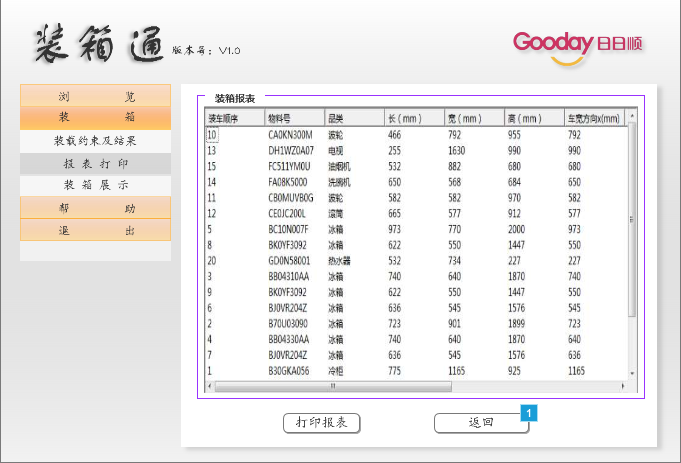 装箱通 版本号：V1.0
Gooday 日日顺
浏 览
装 箱
装载约束及结果
报 表 打 印
装 箱 展 示
帮 助
退 出
装箱报表
装车顺序 物料号 品类 长（mm） 宽（mm） 高（mm） 车宽方向x(mm)
10 CA0KN300M 波轮 466 792 955 792
13 DH1WZ0A07 电视 255 1630 990 990
15 FC511YM0U 油烟机 532 882 680 680
14 FA08K5000 洗碗机 650 568 684 650
11 CB0MUVB0G 波轮 582 582 970 582
12 CE0JC200L 滚筒 665 577 912 577
5 BC10N007F 冰箱 973 770 2000 973
8 BK0YF3092 冰箱 622 550 1447 550
20 GD0N58001 热水器 532 734 227 227
3 BB04310AA 冰箱 740 640 1870 740
9 BK0YF3092 冰箱 622 550 1447 550
6 BJ0VR204Z 冰箱 636 545 1576 545
2 B70U03090 冰箱 723 901 1899 723
4 BB04330AA 冰箱 740 640 1870 640
7 BJ0VR204Z 冰箱 636 545 1576 636
1 B30GKA056 冷柜 775 1165 925 1165
打印报表 返回 1